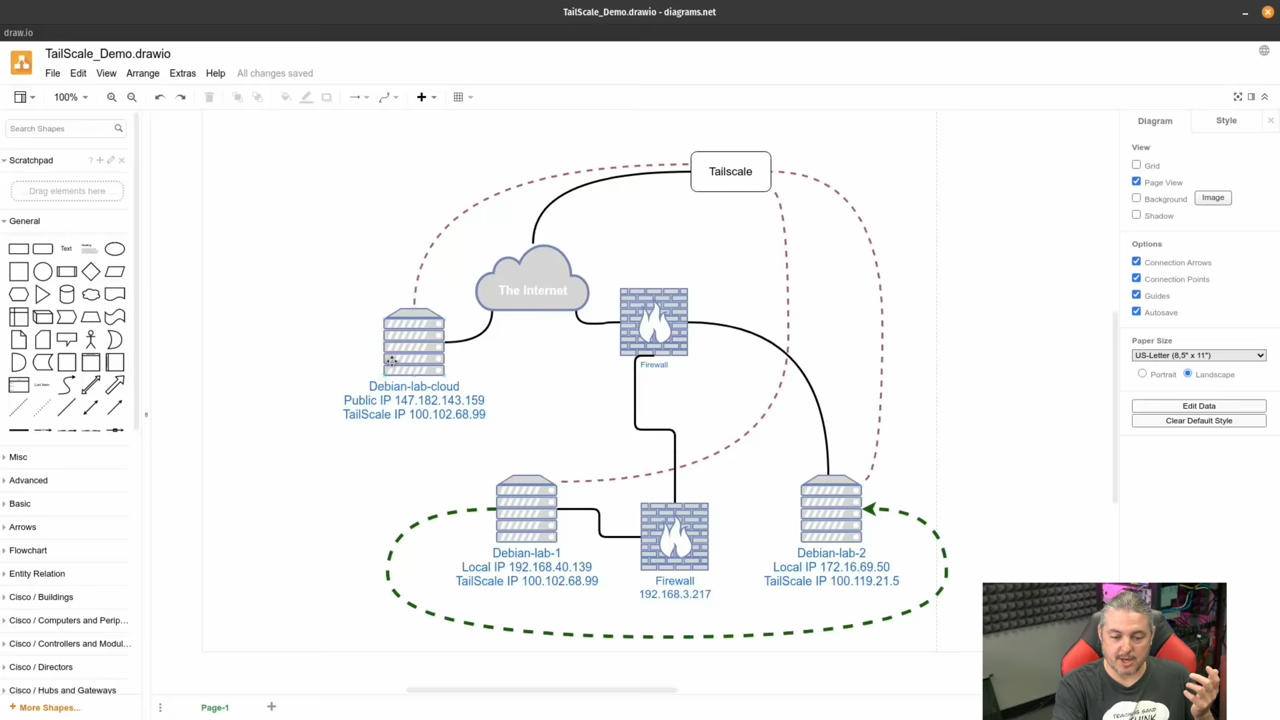 TailScale_Demo.drawio - diagrams.net
draw.io
TailScale_Demo.drawio
File Edit View Arrange Extras Help All changes saved
100%
Search Shapes
Scratchpad
Drag elements here
General
Text
Heading
List Item
Misc
Advanced
Basic
Arrows
Flowchart
Entity Relation
Cisco / Buildings
Cisco / Computers and Perip...
Cisco / Controllers and Modul...
Cisco / Directors
Cisco / Hubs and Gateways
+ More Shapes...
Tailscale
The Internet
Firewall
Debian-lab-cloud
Public IP 147.182.143.159
TailScale IP 100.102.68.99
Debian-lab-1
Local IP 192.168.40.139
TailScale IP 100.102.68.99
Firewall
192.168.3.217
Debian-lab-2
Local IP 172.16.69.50
TailScale IP 100.119.21.5
Page-1
Diagram Style
View
Grid
Page View
Background Image
Shadow
Options
Connection Arrows
Connection Points
Guides
Autosave
Paper Size
US-Letter (8,5" x 11")
Portrait Landscape
Edit Data
Clear Default Style
THINK